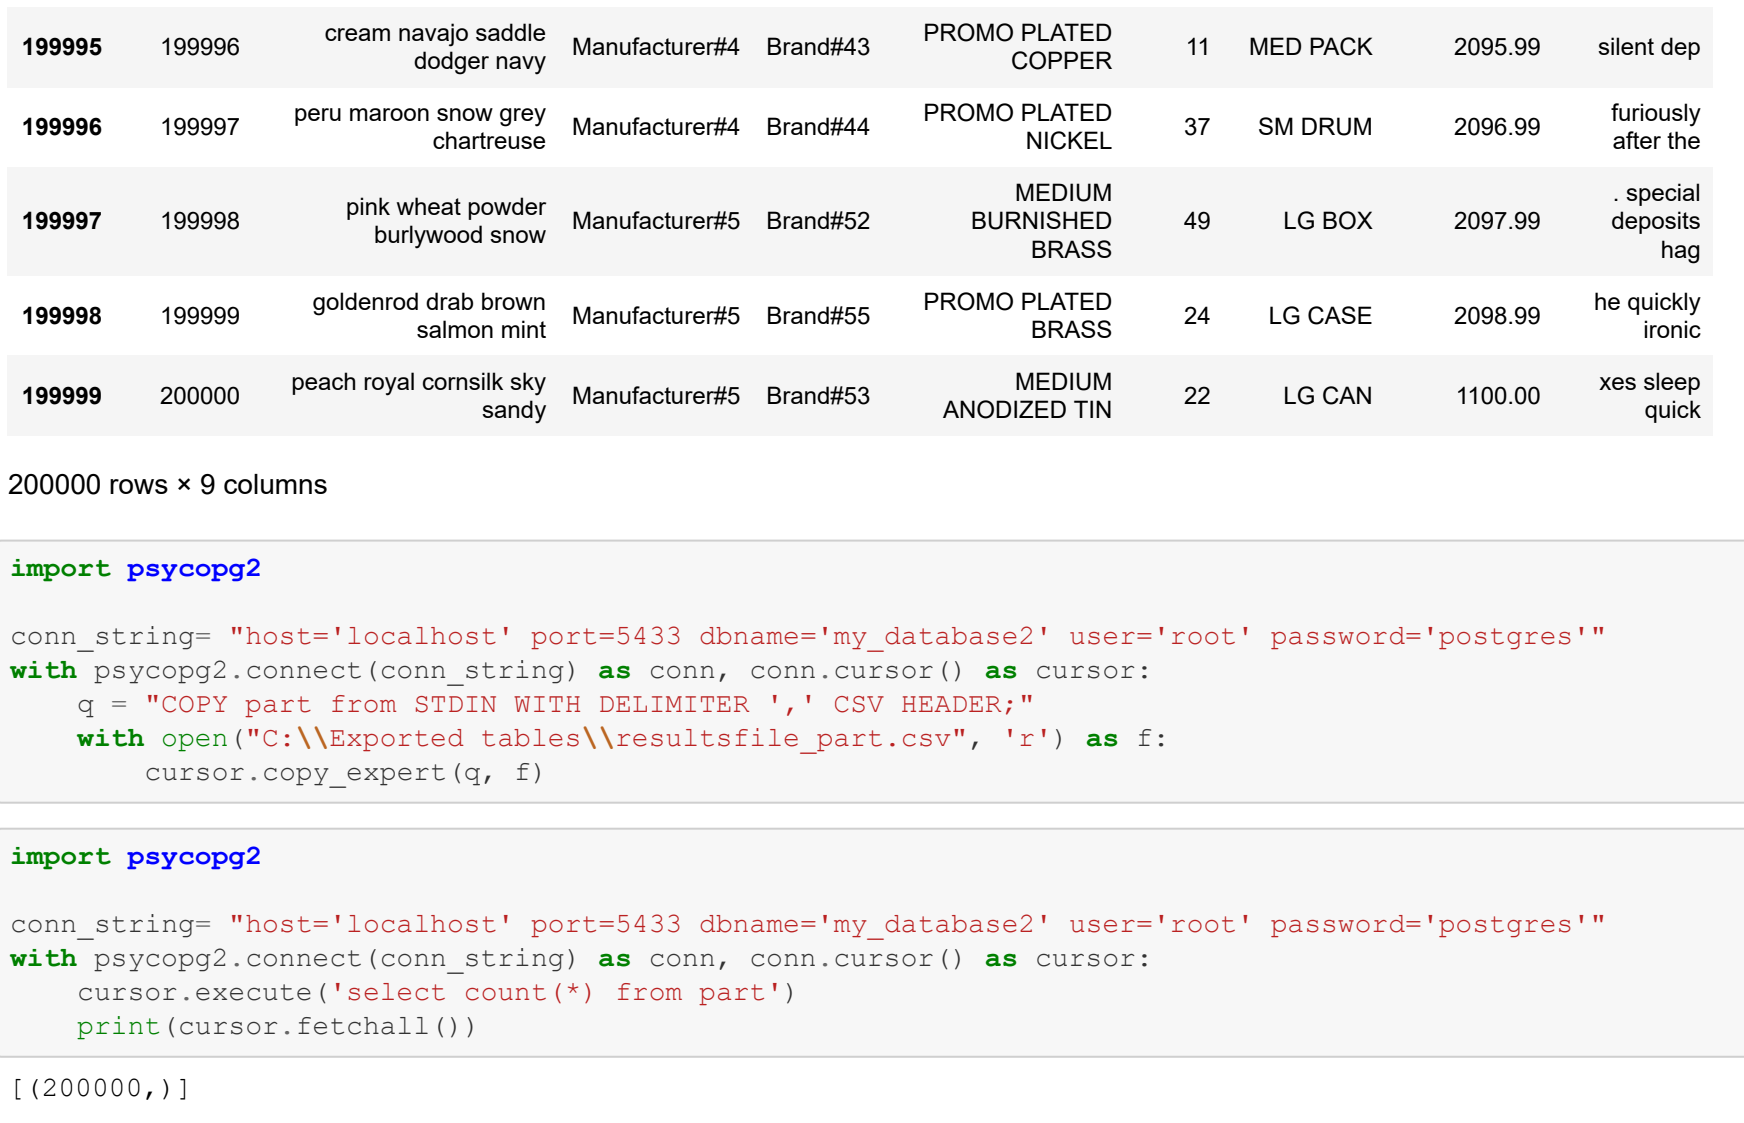 199995 199996 cream navajo saddle dodger navy Manufacturer#4 Brand#43 PROMO PLATED COPPER 11 MED PACK 2095.99 silent dep
199996 199997 peru maroon snow grey chartreuse Manufacturer#4 Brand#44 PROMO PLATED NICKEL 37 SM DRUM 2096.99 furiously after the
199997 199998 pink wheat powder burlywood snow Manufacturer#5 Brand#52 MEDIUM BURNISHED BRASS 49 LG BOX 2097.99 . special deposits hag
199998 199999 goldenrod drab brown salmon mint Manufacturer#5 Brand#55 PROMO PLATED BRASS 24 LG CASE 2098.99 he quickly ironic
199999 200000 peach royal cornsilk sky sandy Manufacturer#5 Brand#53 MEDIUM ANODIZED TIN 22 LG CAN 1100.00 xes sleep quick
200000 rows × 9 columns
import psycopg2
conn_string= "host='localhost' port=5433 dbname='my_database2' user='root' password='postgres'"
with psycopg2.connect(conn_string) as conn, conn.cursor() as cursor:
    q = "COPY part from STDIN WITH DELIMITER ',' CSV HEADER;"
    with open("C:\\Exported tables\\resultsfile_part.csv", 'r') as f:
        cursor.copy_expert(q, f)
import psycopg2
conn_string= "host='localhost' port=5433 dbname='my_database2' user='root' password='postgres'"
with psycopg2.connect(conn_string) as conn, conn.cursor() as cursor:
    cursor.execute('select count(*) from part')
    print(cursor.fetchall())
[(200000,)]